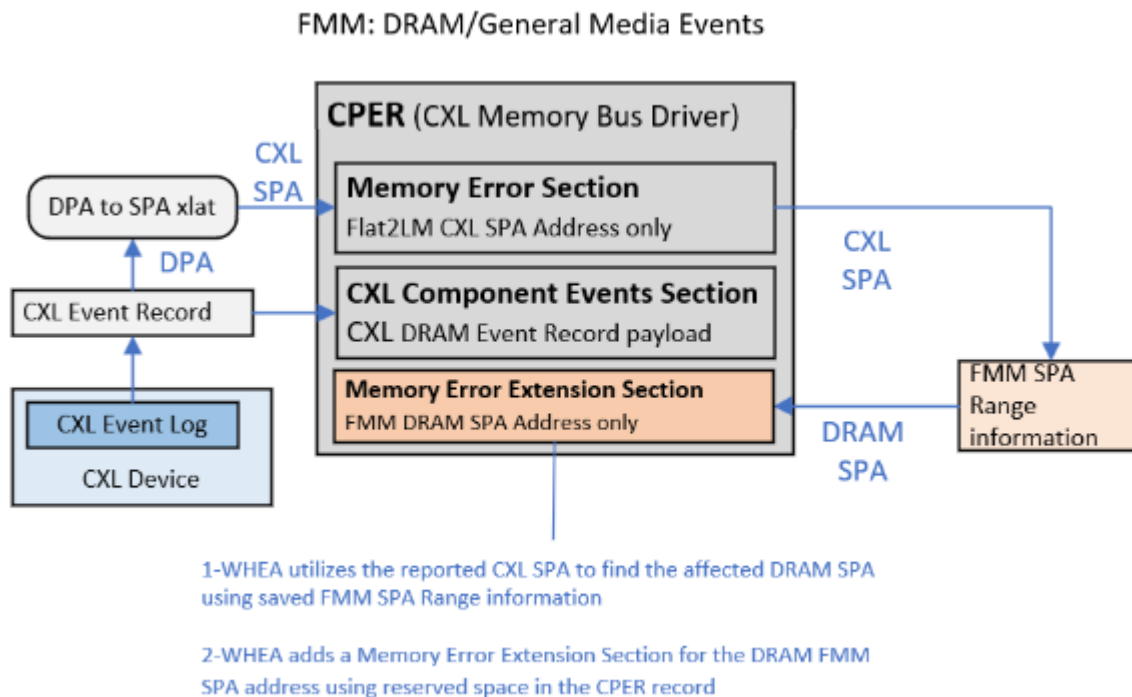 FMM: DRAM/General Media Events
CPER (CXL Memory Bus Driver)
CXL
SPA
Memory Error Section
Flat2LM CXL SPA Address only
DPA to SPA xlat
DPA
CXL
SPA
CXL Event Record
CXL Component Events Section
CXL DRAM Event Record payload
Memory Error Extension Section
FMM DRAM SPA Address only
FMM SPA
Range
information
DRAM
SPA
CXL Event Log
CXL Device
1-WHEA utilizes the reported CXL SPA to find the affected DRAM SPA
using saved FMM SPA Range information
2-WHEA adds a Memory Error Extension Section for the DRAM FMM
SPA address using reserved space in the CPER record